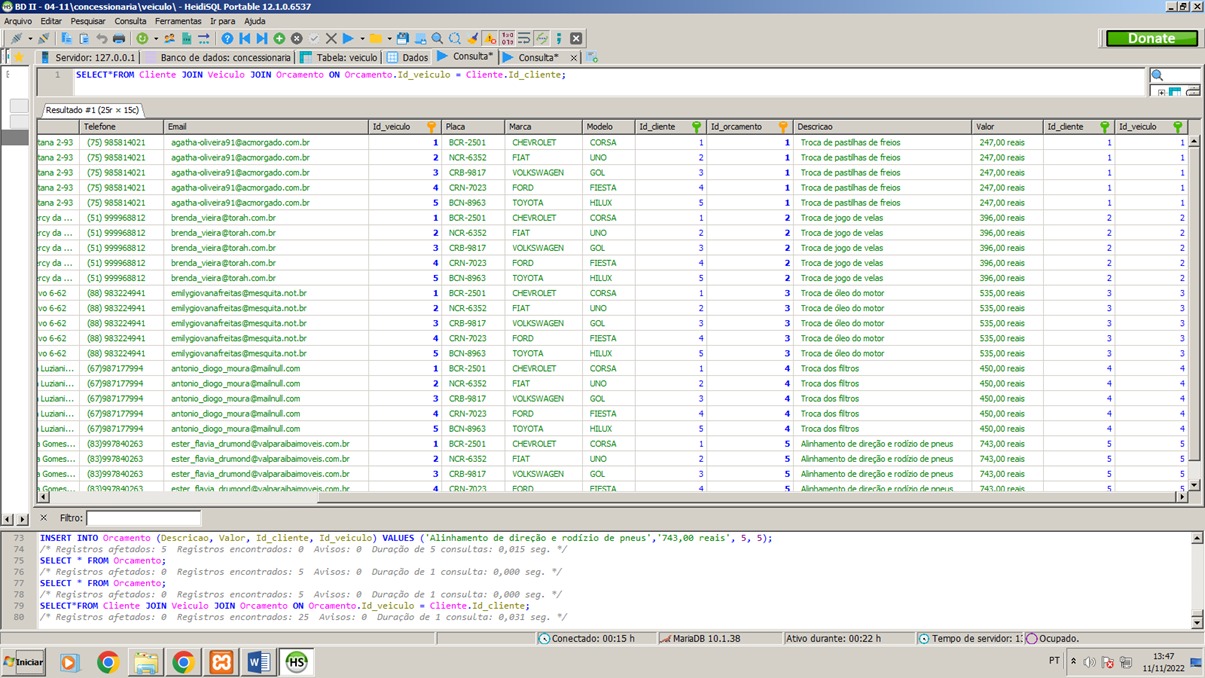 BD II - 04-11\concessionaria\veiculo\ - HeidiSQL Portable 12.1.0.6537
Arquivo Editar Pesquisar Consulta Ferramentas Ir para Ajuda
Donate
Servidor: 127.0.0.1 Banco de dados: concessionaria Tabela: veiculo Dados Consulta* Consulta*
1 SELECT*FROM Cliente JOIN Veiculo JOIN Orcamento ON Orcamento.Id_veiculo = Cliente.Id_cliente;
Resultado #1 (25r × 15c)
Telefone Email Id_veiculo Placa Marca Modelo Id_cliente Id_orcamento Descricao Valor Id_cliente Id_veiculo
tana 2-93 (75) 985814021 agatha-oliveira91@acmorgado.com.br 1 BCR-2501 CHEVROLET CORSA 1 1 Troca de pastilhas de freios 247,00 reais 1 1
tana 2-93 (75) 985814021 agatha-oliveira91@acmorgado.com.br 2 NCR-6352 FIAT UNO 2 1 Troca de pastilhas de freios 247,00 reais 1 1
tana 2-93 (75) 985814021 agatha-oliveira91@acmorgado.com.br 3 CRB-9817 VOLKSWAGEN GOL 3 1 Troca de pastilhas de freios 247,00 reais 1 1
tana 2-93 (75) 985814021 agatha-oliveira91@acmorgado.com.br 4 CRN-7023 FORD FIESTA 4 1 Troca de pastilhas de freios 247,00 reais 1 1
tana 2-93 (75) 985814021 agatha-oliveira91@acmorgado.com.br 5 BCN-8963 TOYOTA HILUX 5 1 Troca de pastilhas de freios 247,00 reais 1 1
ercy da ... (51) 999968812 brenda_vieira@torah.com.br 1 BCR-2501 CHEVROLET CORSA 1 2 Troca de jogo de velas 396,00 reais 2 2
ercy da ... (51) 999968812 brenda_vieira@torah.com.br 2 NCR-6352 FIAT UNO 2 2 Troca de jogo de velas 396,00 reais 2 2
ercy da ... (51) 999968812 brenda_vieira@torah.com.br 3 CRB-9817 VOLKSWAGEN GOL 3 2 Troca de jogo de velas 396,00 reais 2 2
ercy da ... (51) 999968812 brenda_vieira@torah.com.br 4 CRN-7023 FORD FIESTA 4 2 Troca de jogo de velas 396,00 reais 2 2
ercy da ... (51) 999968812 brenda_vieira@torah.com.br 5 BCN-8963 TOYOTA HILUX 5 2 Troca de jogo de velas 396,00 reais 2 2
vo 6-62 (88) 983224941 emilygiovanafreitas@mesquita.not.br 1 BCR-2501 CHEVROLET CORSA 1 3 Troca de óleo do motor 535,00 reais 3 3
vo 6-62 (88) 983224941 emilygiovanafreitas@mesquita.not.br 2 NCR-6352 FIAT UNO 2 3 Troca de óleo do motor 535,00 reais 3 3
vo 6-62 (88) 983224941 emilygiovanafreitas@mesquita.not.br 3 CRB-9817 VOLKSWAGEN GOL 3 3 Troca de óleo do motor 535,00 reais 3 3
vo 6-62 (88) 983224941 emilygiovanafreitas@mesquita.not.br 4 CRN-7023 FORD FIESTA 4 3 Troca de óleo do motor 535,00 reais 3 3
vo 6-62 (88) 983224941 emilygiovanafreitas@mesquita.not.br 5 BCN-8963 TOYOTA HILUX 5 3 Troca de óleo do motor 535,00 reais 3 3
a Luziani... (67)987177994 antonio_diogo_moura@mailnull.com 1 BCR-2501 CHEVROLET CORSA 1 4 Troca dos filtros 450,00 reais 4 4
a Luziani... (67)987177994 antonio_diogo_moura@mailnull.com 2 NCR-6352 FIAT UNO 2 4 Troca dos filtros 450,00 reais 4 4
a Luziani... (67)987177994 antonio_diogo_moura@mailnull.com 3 CRB-9817 VOLKSWAGEN GOL 3 4 Troca dos filtros 450,00 reais 4 4
a Luziani... (67)987177994 antonio_diogo_moura@mailnull.com 4 CRN-7023 FORD FIESTA 4 4 Troca dos filtros 450,00 reais 4 4
a Luziani... (67)987177994 antonio_diogo_moura@mailnull.com 5 BCN-8963 TOYOTA HILUX 5 4 Troca dos filtros 450,00 reais 4 4
a Gomes... (83)997840263 ester_flavia_drumond@valparaibaimoveis.com.br 1 BCR-2501 CHEVROLET CORSA 1 5 Alinhamento de direção e rodízio de pneus 743,00 reais 5 5
a Gomes... (83)997840263 ester_flavia_drumond@valparaibaimoveis.com.br 2 NCR-6352 FIAT UNO 2 5 Alinhamento de direção e rodízio de pneus 743,00 reais 5 5
a Gomes... (83)997840263 ester_flavia_drumond@valparaibaimoveis.com.br 3 CRB-9817 VOLKSWAGEN GOL 3 5 Alinhamento de direção e rodízio de pneus 743,00 reais 5 5
a Gomes... (83)997840263 ester_flavia_drumond@valparaibaimoveis.com.br 4 CRN-7023 FORD FIESTA 4 5 Alinhamento de direção e rodízio de pneus 743,00 reais 5 5
Filtro:
73 INSERT INTO Orcamento (Descricao, Valor, Id_cliente, Id_veiculo) VALUES ('Alinhamento de direção e rodízio de pneus','743,00 reais', 5, 5);
74 /* Registros afetados: 5 Registros encontrados: 0 Avisos: 0 Duração de 5 consultas: 0,015 seg. */
75 SELECT * FROM Orcamento;
76 /* Registros afetados: 0 Registros encontrados: 5 Avisos: 0 Duração de 1 consulta: 0,000 seg. */
77 SELECT * FROM Orcamento;
78 /* Registros afetados: 0 Registros encontrados: 5 Avisos: 0 Duração de 1 consulta: 0,000 seg. */
79 SELECT*FROM Cliente JOIN Veiculo JOIN Orcamento ON Orcamento.Id_veiculo = Cliente.Id_cliente;
80 /* Registros afetados: 0 Registros encontrados: 25 Avisos: 0 Duração de 1 consulta: 0,031 seg. */
Conectado: 00:15 h MariaDB 10.1.38 Ativo durante: 00:22 h Tempo de servidor: 13 Ocupado.
Iniciar HS PT 13:47
11/11/2022